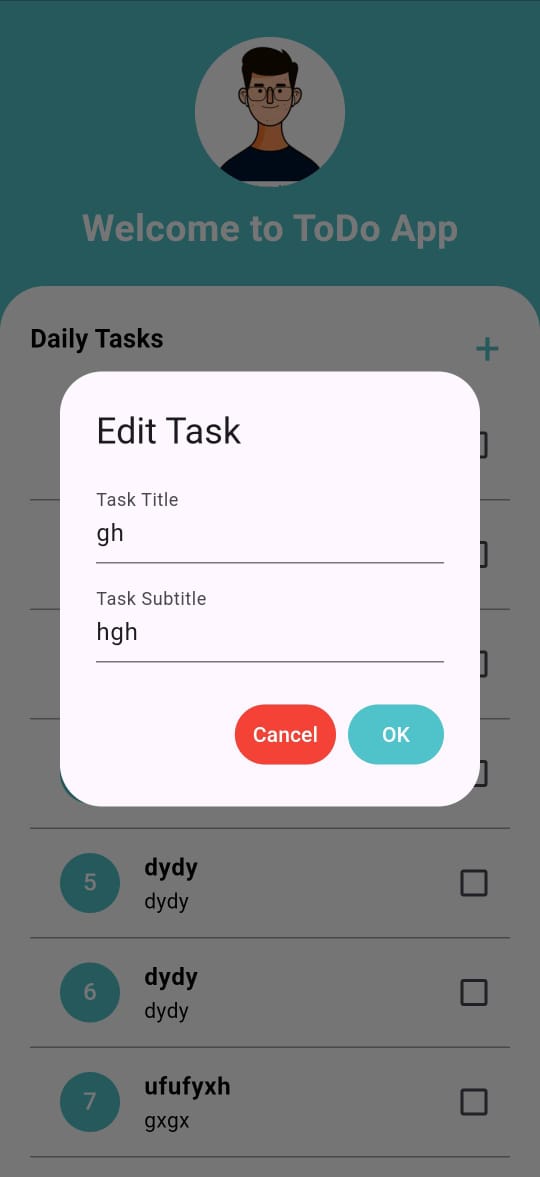 Welcome to ToDo App
Daily Tasks
+
Edit Task
Task Title
gh
Task Subtitle
hgh
Cancel
OK
5
dydy
dydy
6
dydy
dydy
7
ufufyxh
gxgx